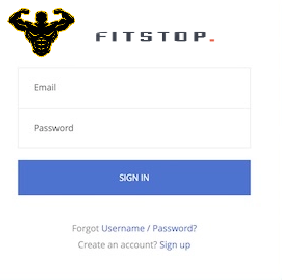 FITSTOP.
Email
Password
SIGN IN
Forgot Username / Password?
Create an account? Sign up